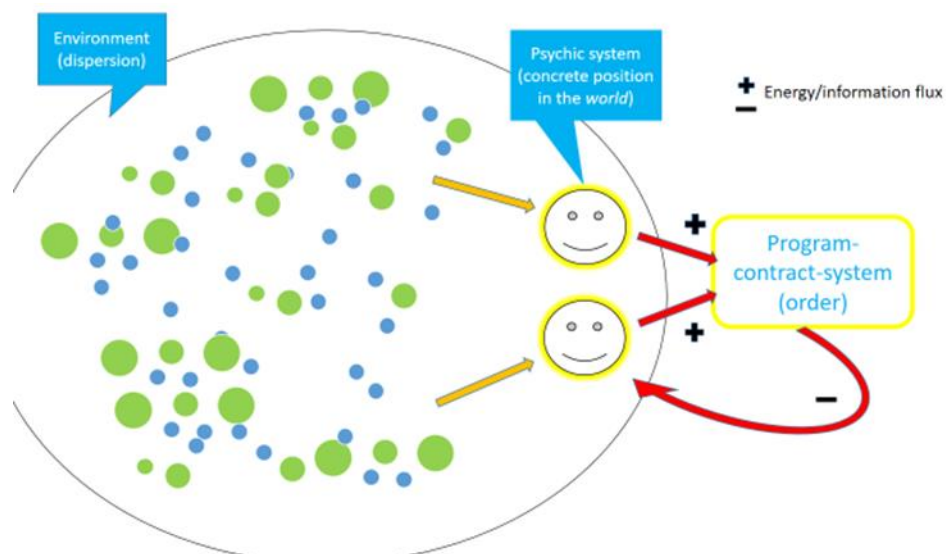 Environment
(dispersion)
Psychic system
(concrete position
in the world)
+
Energy/information flux
−
+
Program-
contract-system
(order)
+
−